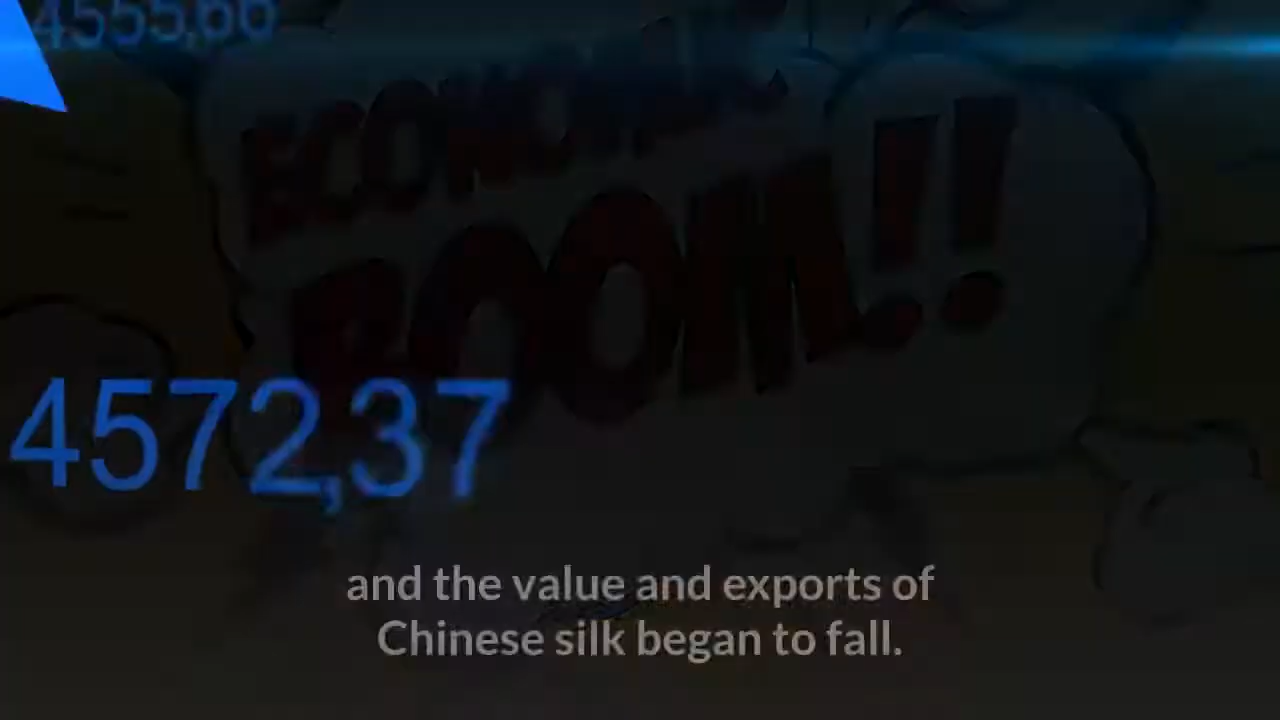 4555,66
ECONOMIC
BOOM!!
4572,37
and the value and exports of
Chinese silk began to fall.